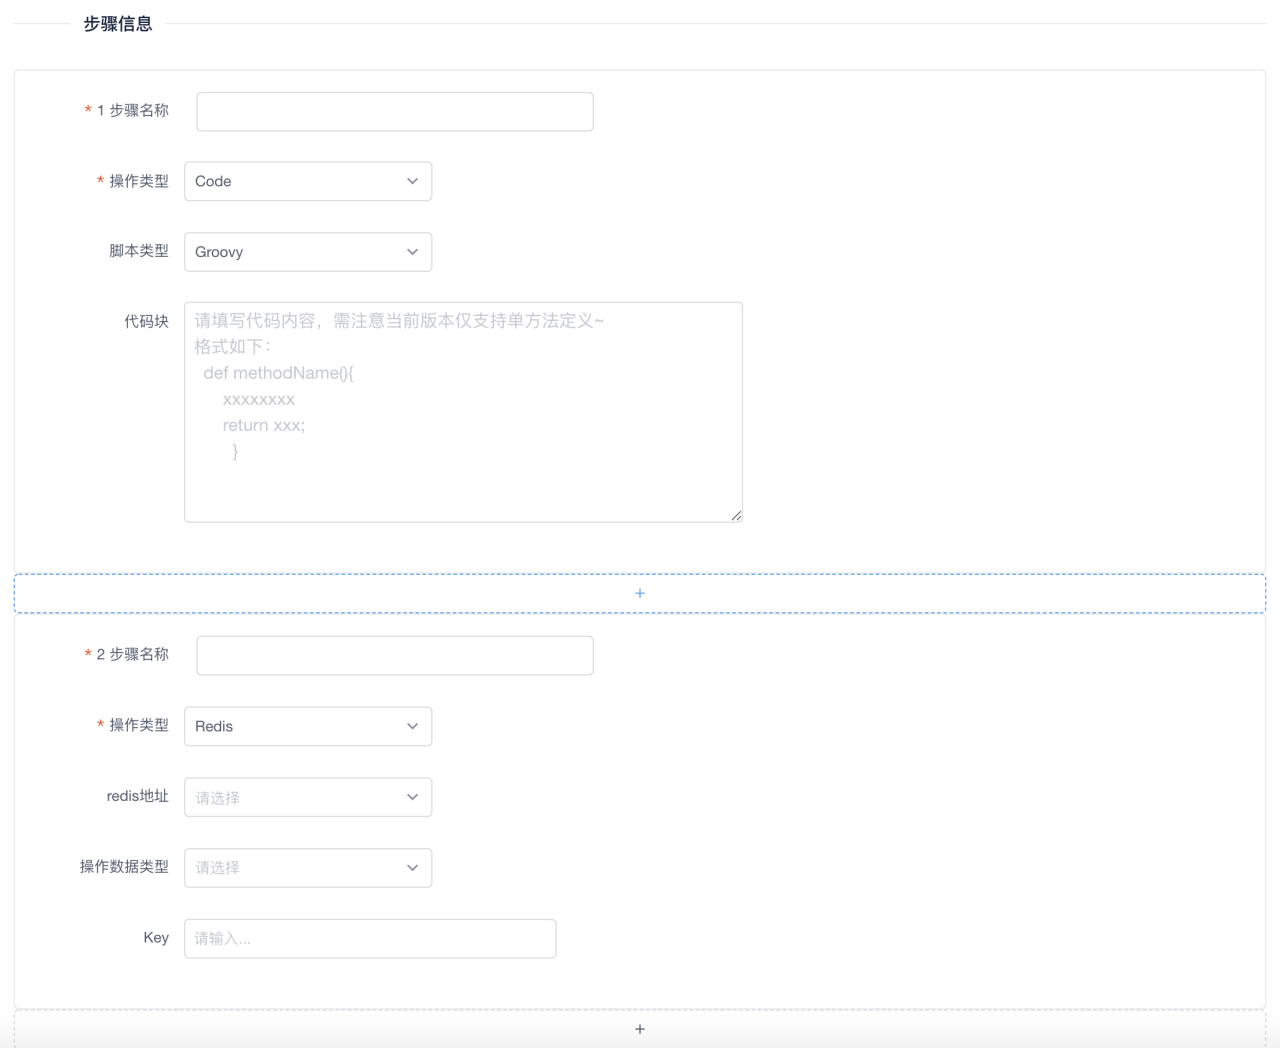 步骤信息
* 1 步骤名称
* 操作类型 Code
脚本类型 Groovy
代码块 请填写代码内容，需注意当前版本仅支持单方法定义~
格式如下：
def methodName(){
xxxxxxxx
return xxx;
}
+
* 2 步骤名称
* 操作类型 Redis
redis地址 请选择
操作数据类型 请选择
Key 请输入...
+